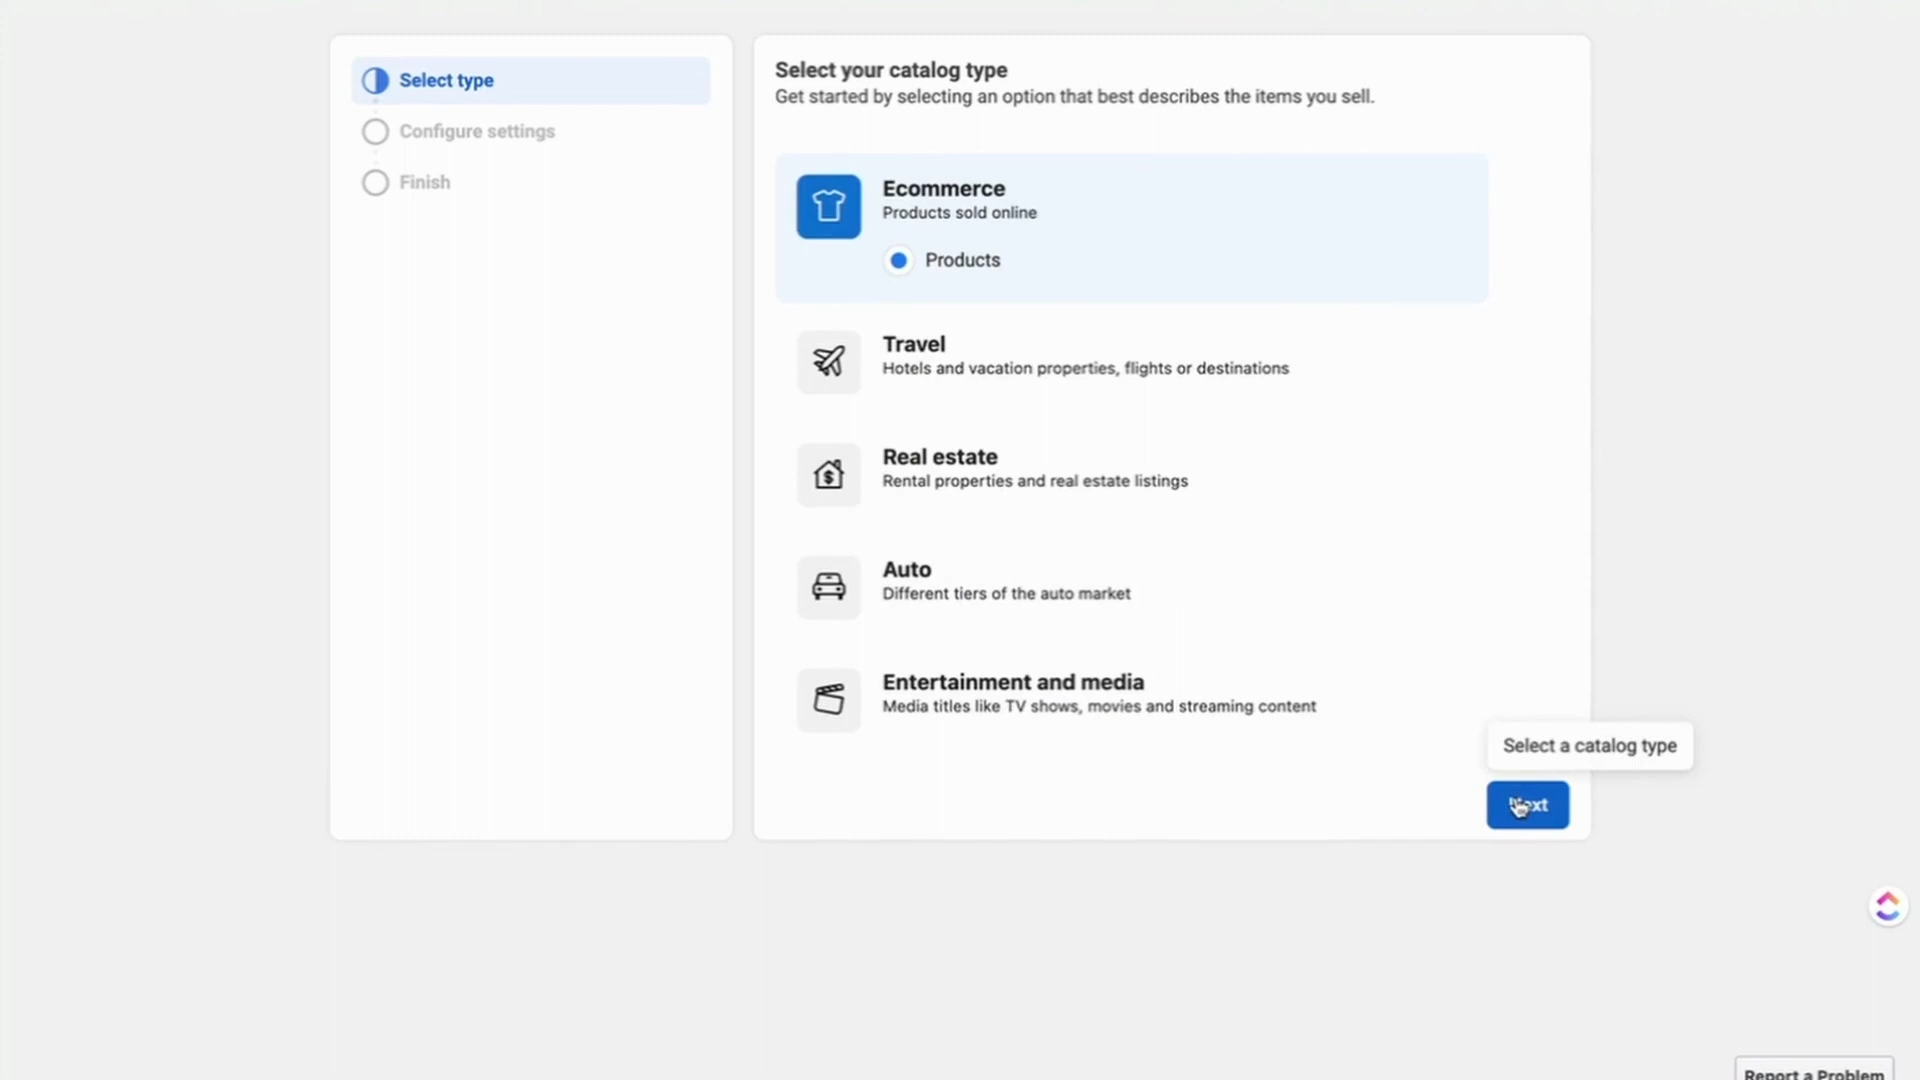 Select type
Configure settings
Finish
Select your catalog type
Get started by selecting an option that best describes the items you sell.
Ecommerce
Products sold online
Products
Travel
Hotels and vacation properties, flights or destinations
Real estate
Rental properties and real estate listings
Auto
Different tiers of the auto market
Entertainment and media
Media titles like TV shows, movies and streaming content
Select a catalog type
Next
Report a Problem